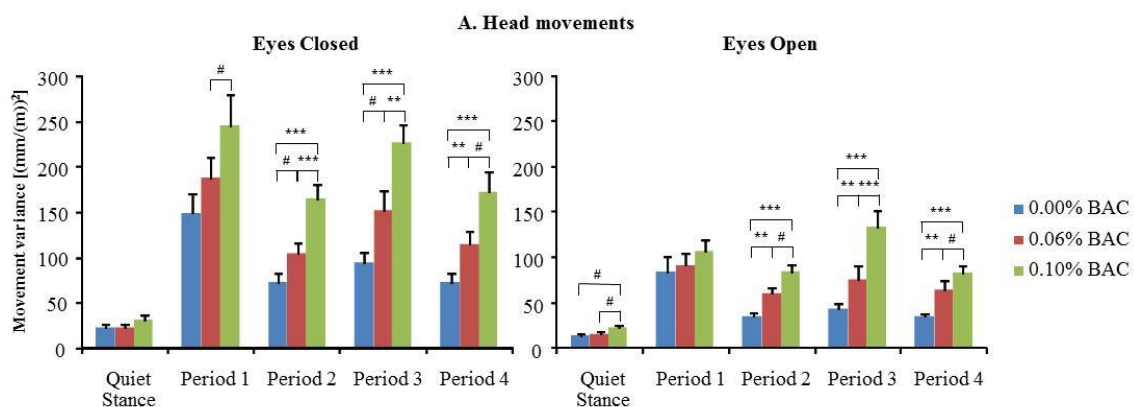 A. Head movements
Eyes Closed
Eyes Open
Movement variance [(mm/(m))²]
300
250
200
150
100
50
0
#
***
# ***
***
# **
***
** #
Quiet
Stance
Period 1
Period 2
Period 3
Period 4
300
250
200
150
100
50
0
#
#
***
** #
***
** ***
***
** #
Quiet
Stance
Period 1
Period 2
Period 3
Period 4
0.00% BAC
0.06% BAC
0.10% BAC